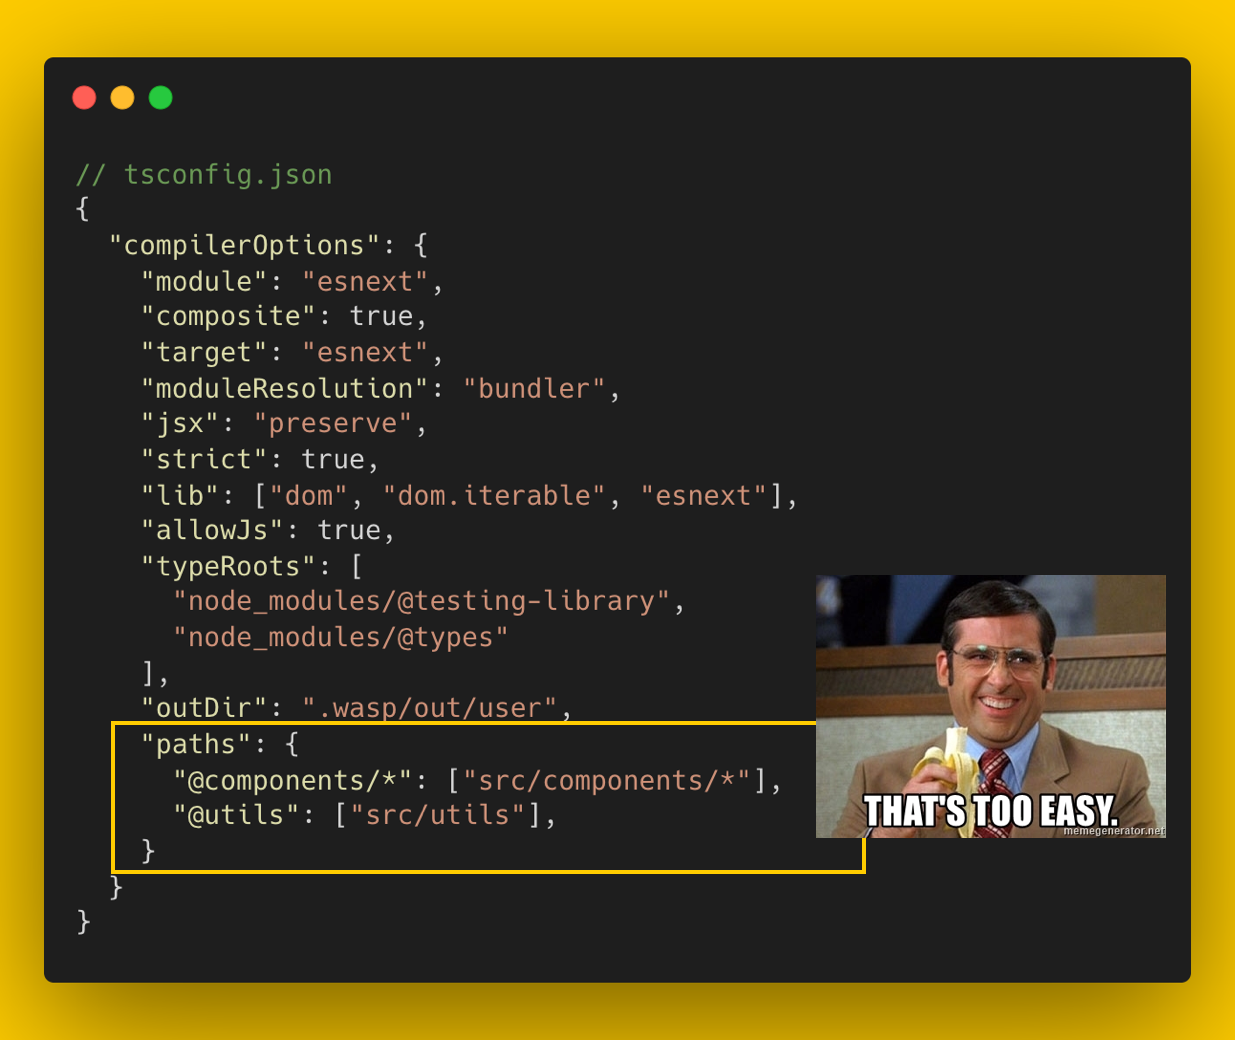 // tsconfig.json
{
  "compilerOptions": {
    "module": "esnext",
    "composite": true,
    "target": "esnext",
    "moduleResolution": "bundler",
    "jsx": "preserve",
    "strict": true,
    "lib": ["dom", "dom.iterable", "esnext"],
    "allowJs": true,
    "typeRoots": [
      "node_modules/@testing-library",
      "node_modules/@types"
    ],
    "outDir": ".wasp/out/user",
    "paths": {
      "@components/*": ["src/components/*"],
      "@utils": ["src/utils"],
    }
  }
}
THAT'S TOO EASY.
memegenerator.net